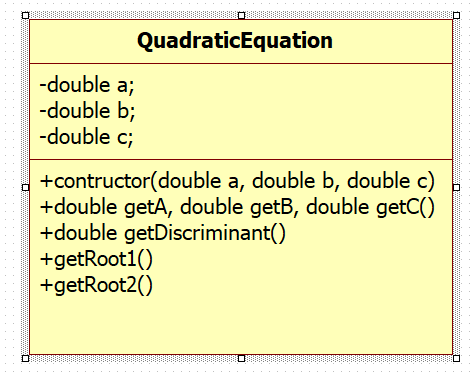 QuadraticEquation
-double a;
-double b;
-double c;
+contructor(double a, double b, double c)
+double getA, double getB, double getC()
+double getDiscriminant()
+getRoot1()
+getRoot2()